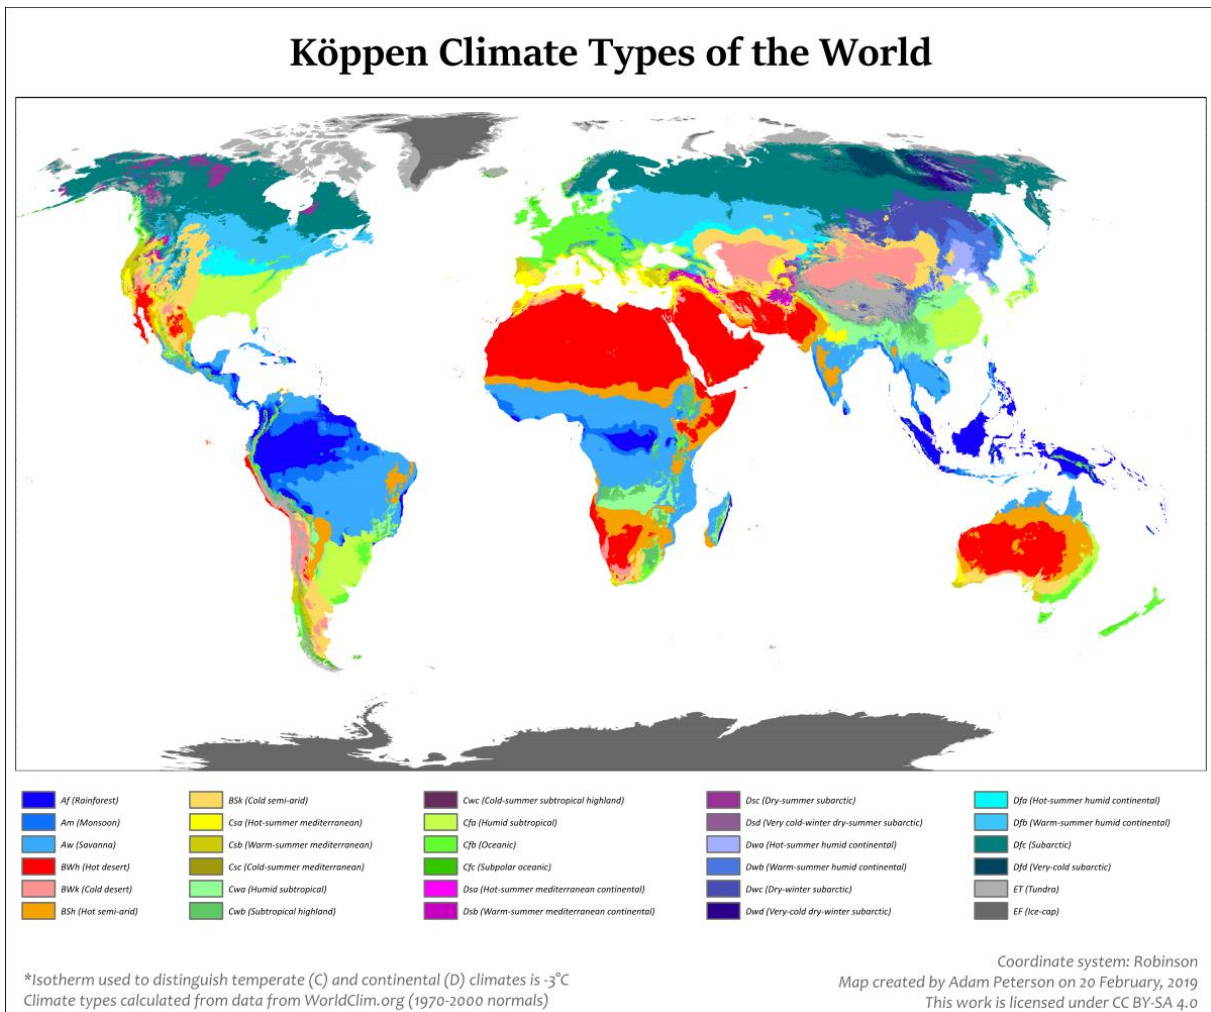 Köppen Climate Types of the World
Af (Rainforest)
Am (Monsoon)
Aw (Savanna)
BWh (Hot desert)
BWk (Cold desert)
BSh (Hot semi-arid)
BSk (Cold semi-arid)
Csa (Hot-summer mediterranean)
Csb (Warm-summer mediterranean)
Csc (Cold-summer mediterranean)
Cwa (Humid subtropical)
Cwb (Subtropical highland)
Cwc (Cold-summer subtropical highland)
Cfa (Humid subtropical)
Cfb (Oceanic)
Cfc (Subpolar oceanic)
Dsa (Hot-summer mediterranean continental)
Dsb (Warm-summer mediterranean continental)
Dsc (Dry-summer subarctic)
Dsd (Very cold-winter dry-summer subarctic)
Dwa (Hot-summer humid continental)
Dwb (Warm-summer humid continental)
Dwc (Dry-winter subarctic)
Dwd (Very-cold dry-winter subarctic)
Dfa (Hot-summer humid continental)
Dfb (Warm-summer humid continental)
Dfc (Subarctic)
Dfd (Very-cold subarctic)
ET (Tundra)
EF (Ice-cap)
*Isotherm used to distinguish temperate (C) and continental (D) climates is -3°C
Climate types calculated from data from WorldClim.org (1970-2000 normals)
Coordinate system: Robinson
Map created by Adam Peterson on 20 February, 2019
This work is licensed under CC BY-SA 4.0